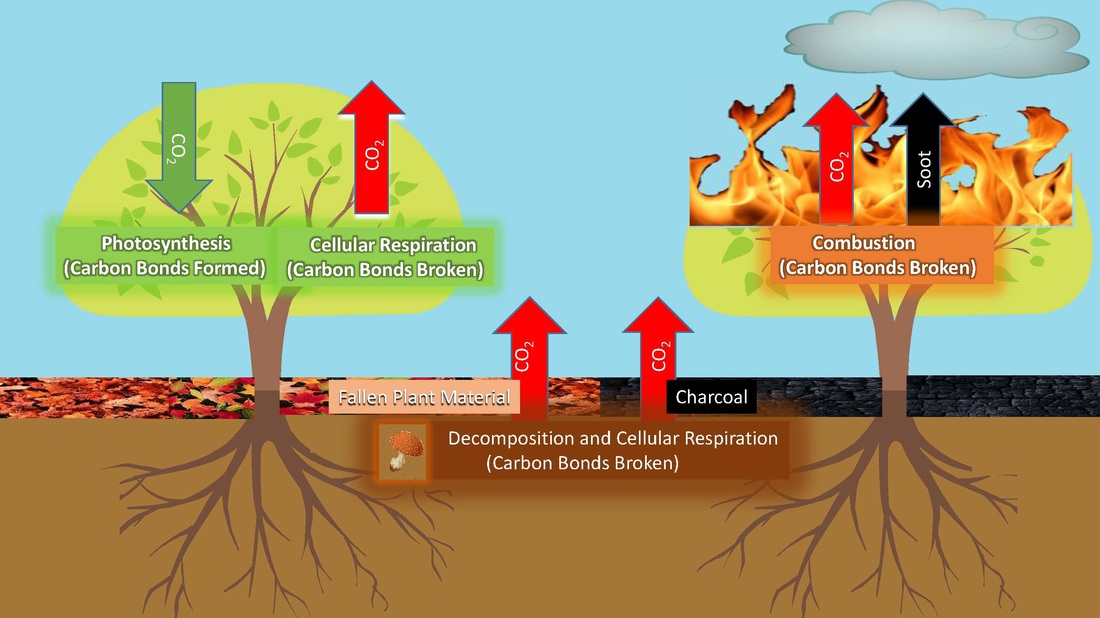 CO₂
CO₂
CO₂
Soot
Photosynthesis
(Carbon Bonds Formed)
Cellular Respiration
(Carbon Bonds Broken)
Combustion
(Carbon Bonds Broken)
CO₂
CO₂
Fallen Plant Material
Charcoal
Decomposition and Cellular Respiration
(Carbon Bonds Broken)